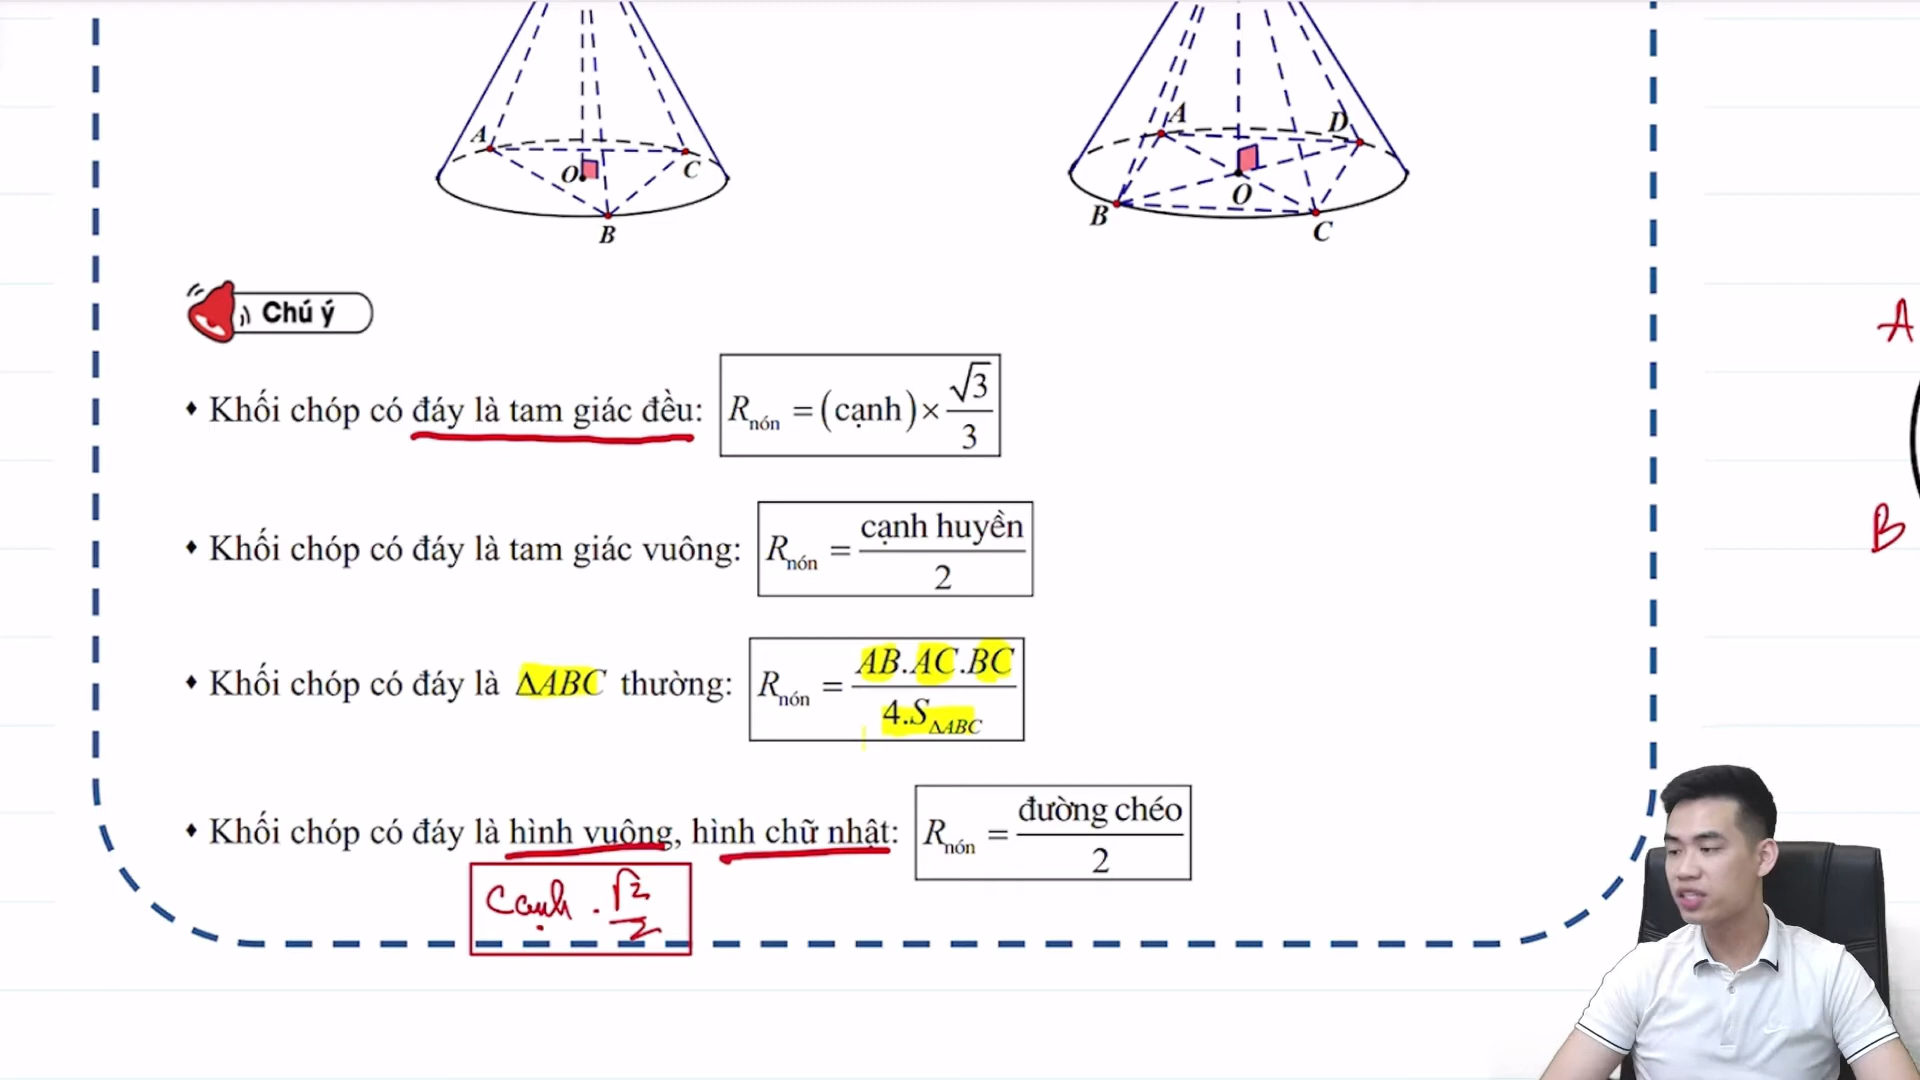 A
O
C
B
A
D
O
B
C
Chú ý
A
• Khối chóp có đáy là tam giác đều: R_nón = (cạnh) × √3/3
B
• Khối chóp có đáy là tam giác vuông: R_nón = cạnh huyền/2
• Khối chóp có đáy là ΔABC thường: R_nón = AB.AC.BC/4.S_ΔABC
• Khối chóp có đáy là hình vuông, hình chữ nhật: R_nón = đường chéo/2
Cạnh . √2/2